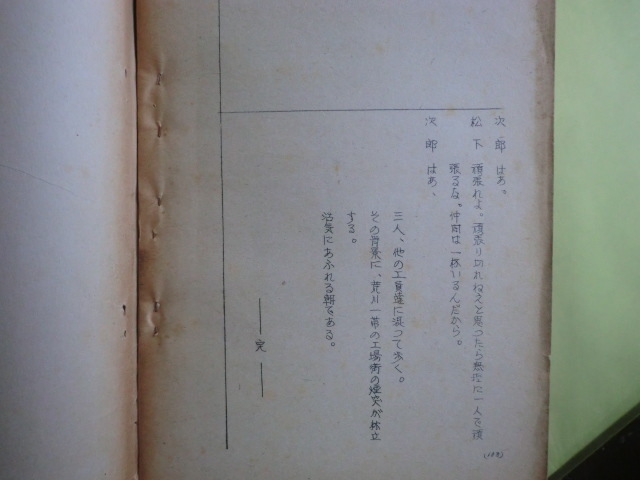 次郎 はあ。
松下 頑張れよ。頑張り切れねえと思ったら無理に一人で頑
張るな。仲間は一杯いるんだから。
次郎 はあ、
三人、他の工員達に混って歩く。
その背景に、荒川一帯の工場街の煙突が林立
する。
活気にあふれる朝である。
――完――